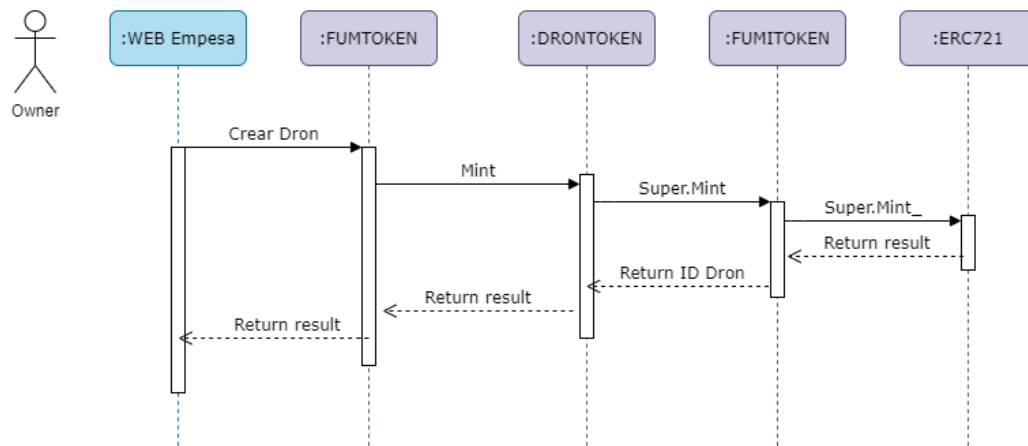 :WEB Empesa
:FUMTOKEN
:DRONTOKEN
:FUMITOKEN
:ERC721
Owner
Crear Dron
Mint
Super.Mint
Super.Mint_
Return result
Return ID Dron
Return result
Return result